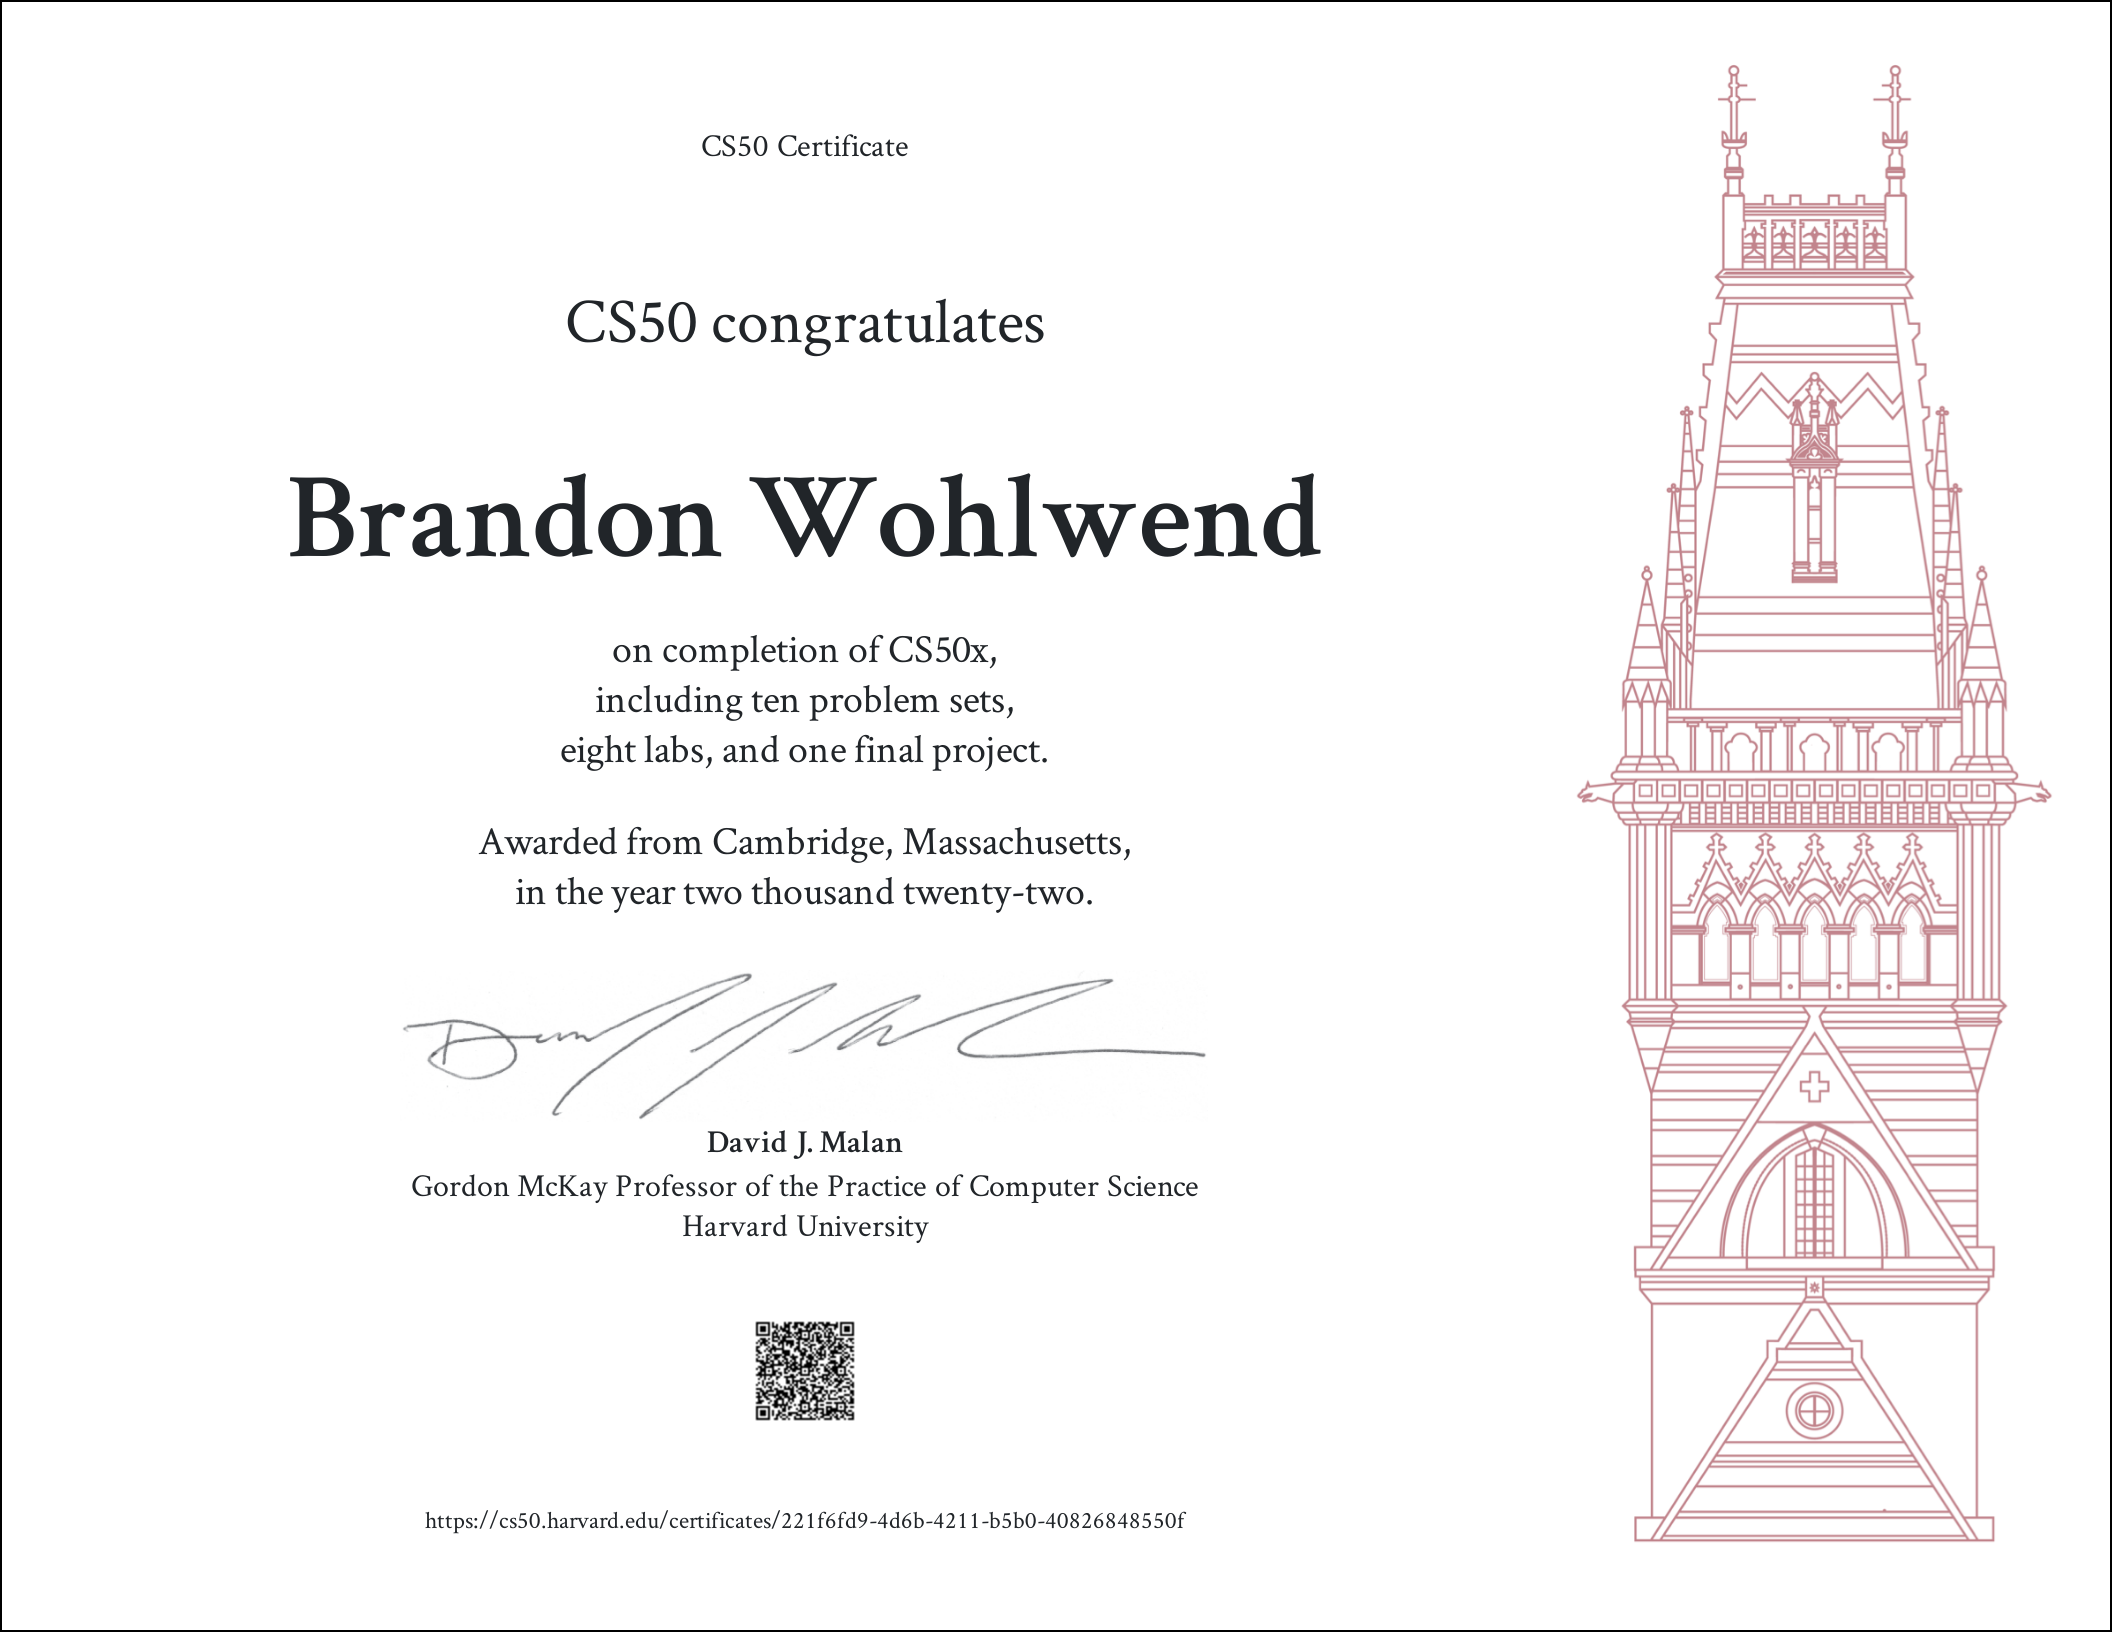 CS50 Certificate
CS50 congratulates
Brandon Wohlwend
on completion of CS50x,
including ten problem sets,
eight labs, and one final project.
Awarded from Cambridge, Massachusetts,
in the year two thousand twenty-two.
David J. Malan
Gordon McKay Professor of the Practice of Computer Science
Harvard University
https://cs50.harvard.edu/certificates/221f6fd9-4d6b-4211-b5b0-40826848550f